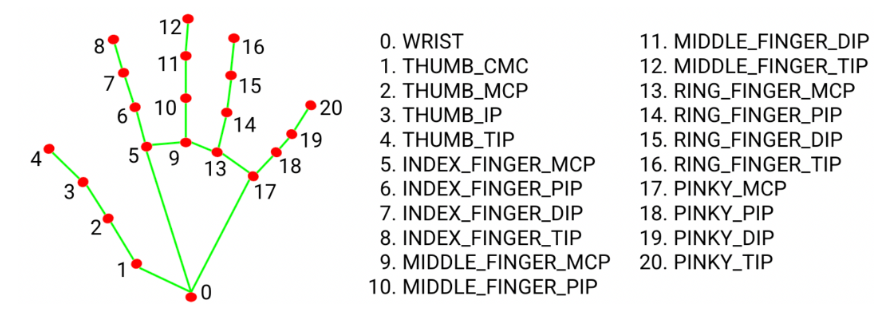 12
8
16
11
7
15
6
10
14
20
5
9
13
19
18
4
17
3
2
1
0
0. WRIST
1. THUMB_CMC
2. THUMB_MCP
3. THUMB_IP
4. THUMB_TIP
5. INDEX_FINGER_MCP
6. INDEX_FINGER_PIP
7. INDEX_FINGER_DIP
8. INDEX_FINGER_TIP
9. MIDDLE_FINGER_MCP
10. MIDDLE_FINGER_PIP
11. MIDDLE_FINGER_DIP
12. MIDDLE_FINGER_TIP
13. RING_FINGER_MCP
14. RING_FINGER_PIP
15. RING_FINGER_DIP
16. RING_FINGER_TIP
17. PINKY_MCP
18. PINKY_PIP
19. PINKY_DIP
20. PINKY_TIP